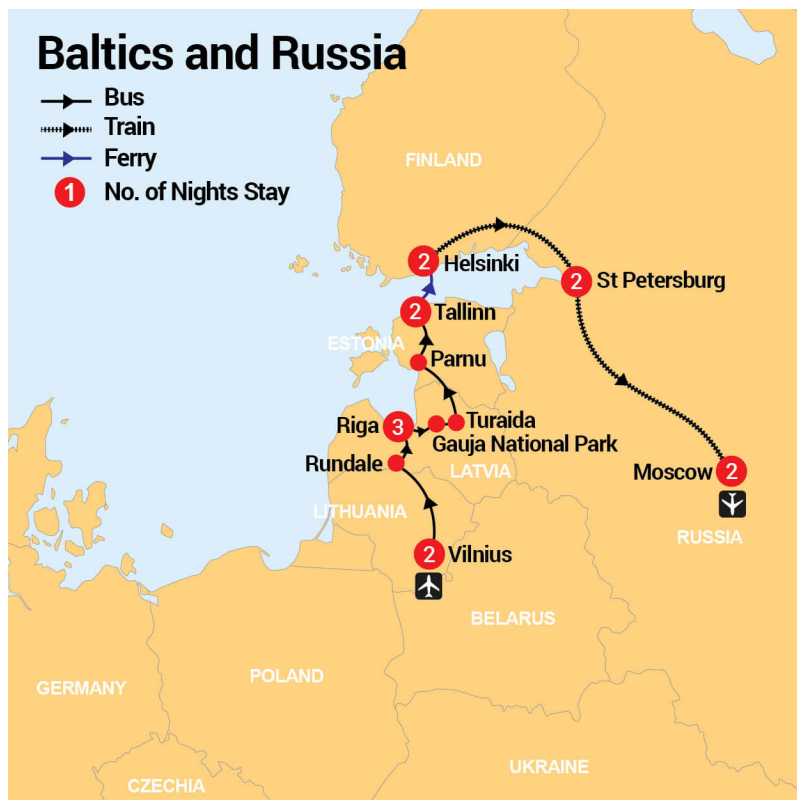 Baltics and Russia
Bus
Train
Ferry
1 No. of Nights Stay
FINLAND
2 Helsinki
2 St Petersburg
2 Tallinn
ESTONIA
Parnu
Riga 3
Turaida
Gauja National Park
Rundale
LATVIA
Moscow 2
LITHUANIA
RUSSIA
2 Vilnius
BELARUS
POLAND
GERMANY
UKRAINE
CZECHIA